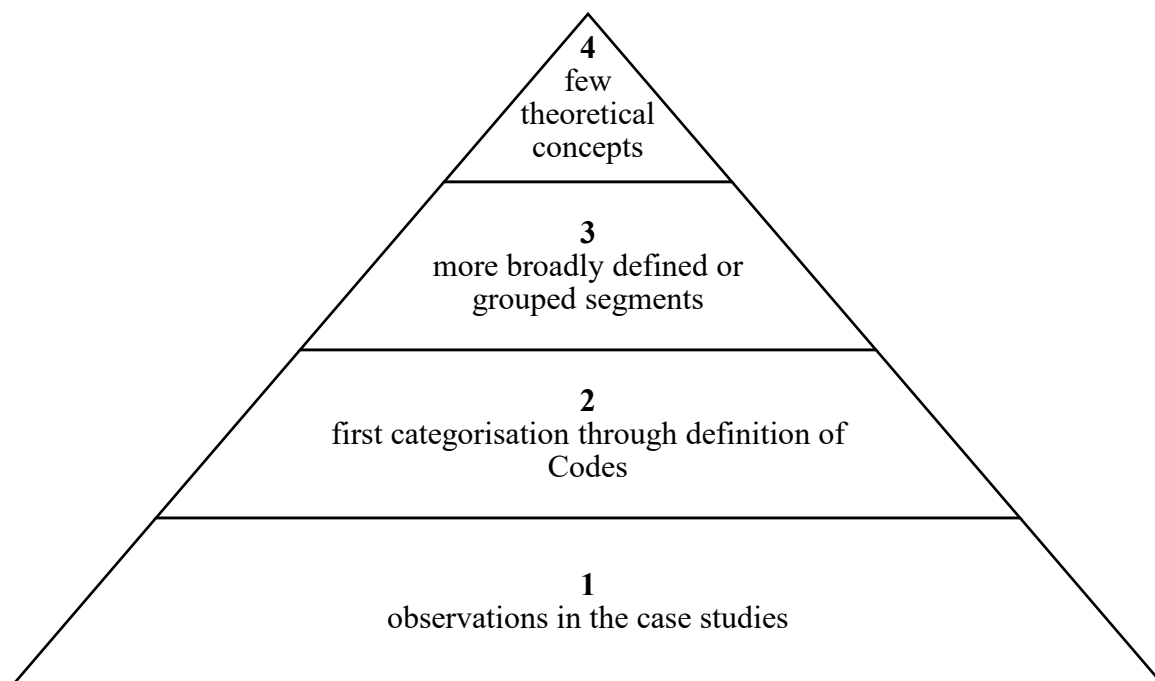 4
few
theoretical
concepts
3
more broadly defined or
grouped segments
2
first categorisation through definition of
Codes
1
observations in the case studies